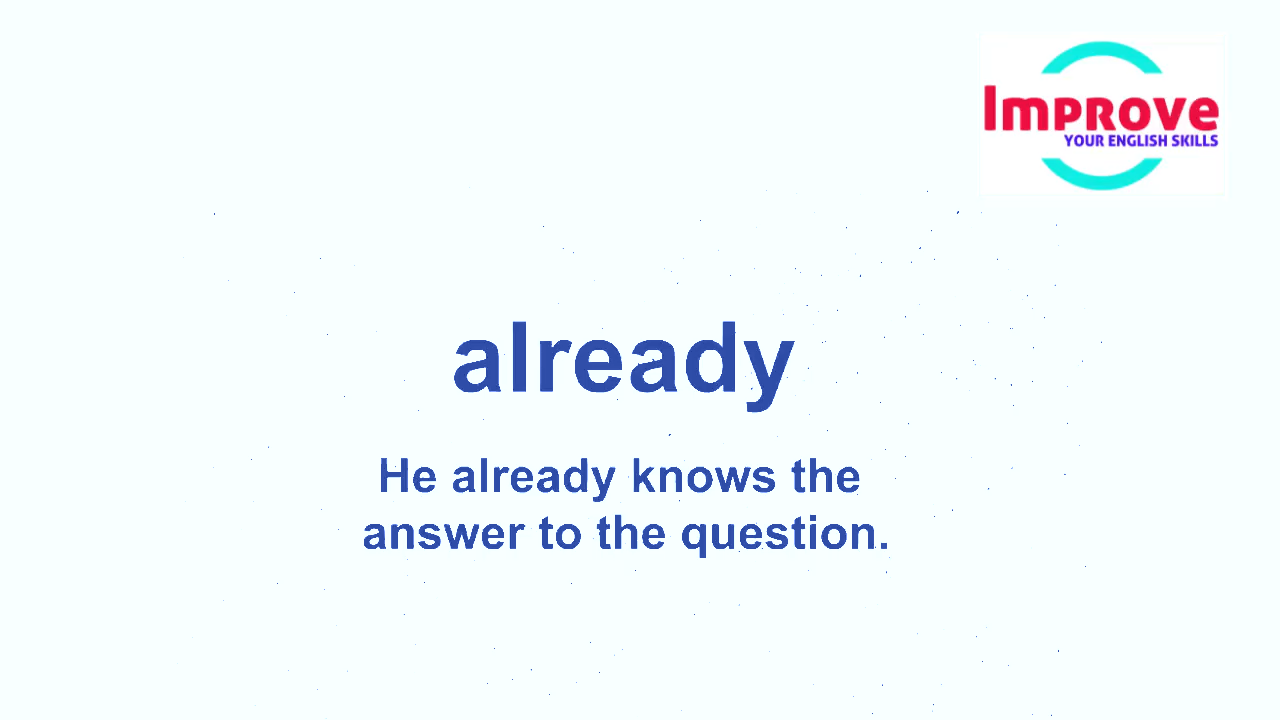 Improve
YOUR ENGLISH SKILLS
already
He already knows the
answer to the question.